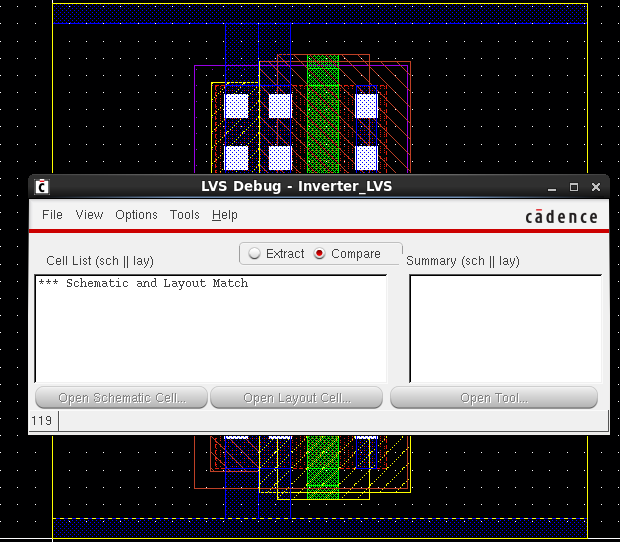 LVS Debug - Inverter_LVS
File View Options Tools Help
cādence
Extract Compare
Cell List (sch || lay) Summary (sch || lay)
*** Schematic and Layout Match
Open Schematic Cell... Open Layout Cell... Open Tool...
119